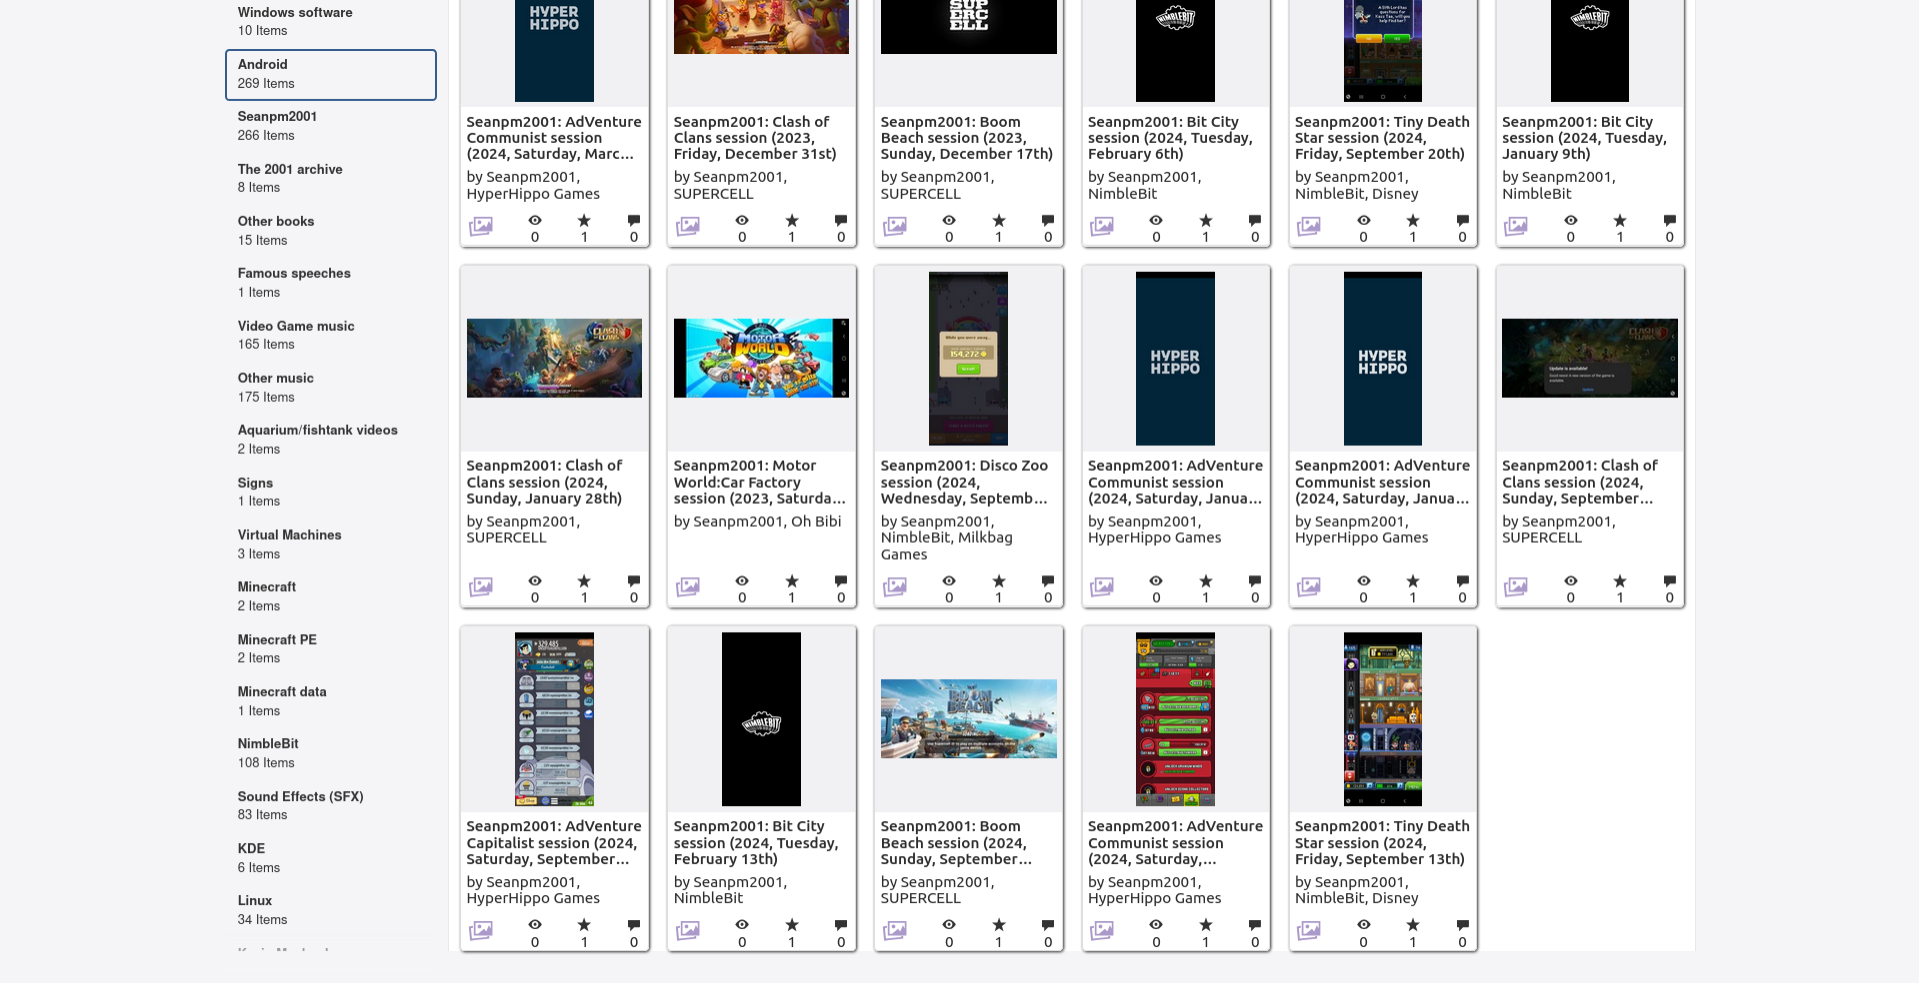 Windows software
10 Items
Android
269 Items
Seanpm2001
266 Items
The 2001 archive
8 Items
Other books
15 Items
Famous speeches
1 Items
Video Game music
165 Items
Other music
175 Items
Aquarium/fishtank videos
2 Items
Signs
1 Items
Virtual Machines
3 Items
Minecraft
2 Items
Minecraft PE
2 Items
Minecraft data
1 Items
NimbleBit
108 Items
Sound Effects (SFX)
83 Items
KDE
6 Items
Linux
34 Items
HYPER
HIPPO
Seanpm2001: AdVenture
Communist session
(2024, Saturday, Marc...
by Seanpm2001,
HyperHippo Games
0 1 0
Seanpm2001: Clash of
Clans session (2023,
Friday, December 31st)
by Seanpm2001,
SUPERCELL
0 1 0
SUP
ERC
ELL
Seanpm2001: Boom
Beach session (2023,
Sunday, December 17th)
by Seanpm2001,
SUPERCELL
0 1 0
NIMBLEBIT
Seanpm2001: Bit City
session (2024, Tuesday,
February 6th)
by Seanpm2001,
NimbleBit
0 1 0
Seanpm2001: Tiny Death
Star session (2024,
Friday, September 20th)
by Seanpm2001,
NimbleBit, Disney
0 1 0
NIMBLEBIT
Seanpm2001: Bit City
session (2024, Tuesday,
January 9th)
by Seanpm2001,
NimbleBit
0 1 0
CLASH
Seanpm2001: Clash of
Clans session (2024,
Sunday, January 28th)
by Seanpm2001,
SUPERCELL
0 1 0
MOTOR
WORLD
Seanpm2001: Motor
World:Car Factory
session (2023, Saturda...
by Seanpm2001, Oh Bibi
0 1 0
While you were away...
154,272
Seanpm2001: Disco Zoo
session (2024,
Wednesday, Septemb...
by Seanpm2001,
NimbleBit, Milkbag
Games
0 1 0
HYPER
HIPPO
Seanpm2001: AdVenture
Communist session
(2024, Saturday, Janua...
by Seanpm2001,
HyperHippo Games
0 1 0
HYPER
HIPPO
Seanpm2001: AdVenture
Communist session
(2024, Saturday, Janua...
by Seanpm2001,
HyperHippo Games
0 1 0
Update is available!
Update
Seanpm2001: Clash of
Clans session (2024,
Sunday, September...
by Seanpm2001,
SUPERCELL
0 1 0
Seanpm2001: AdVenture
Capitalist session (2024,
Saturday, September...
by Seanpm2001,
HyperHippo Games
0 1 0
NIMBLEBIT
Seanpm2001: Bit City
session (2024, Tuesday,
February 13th)
by Seanpm2001,
NimbleBit
0 1 0
BOOM
BEACH
Seanpm2001: Boom
Beach session (2024,
Sunday, September...
by Seanpm2001,
SUPERCELL
0 1 0
Seanpm2001: AdVenture
Communist session
(2024, Saturday,...
by Seanpm2001,
HyperHippo Games
0 1 0
Seanpm2001: Tiny Death
Star session (2024,
Friday, September 13th)
by Seanpm2001,
NimbleBit, Disney
0 1 0